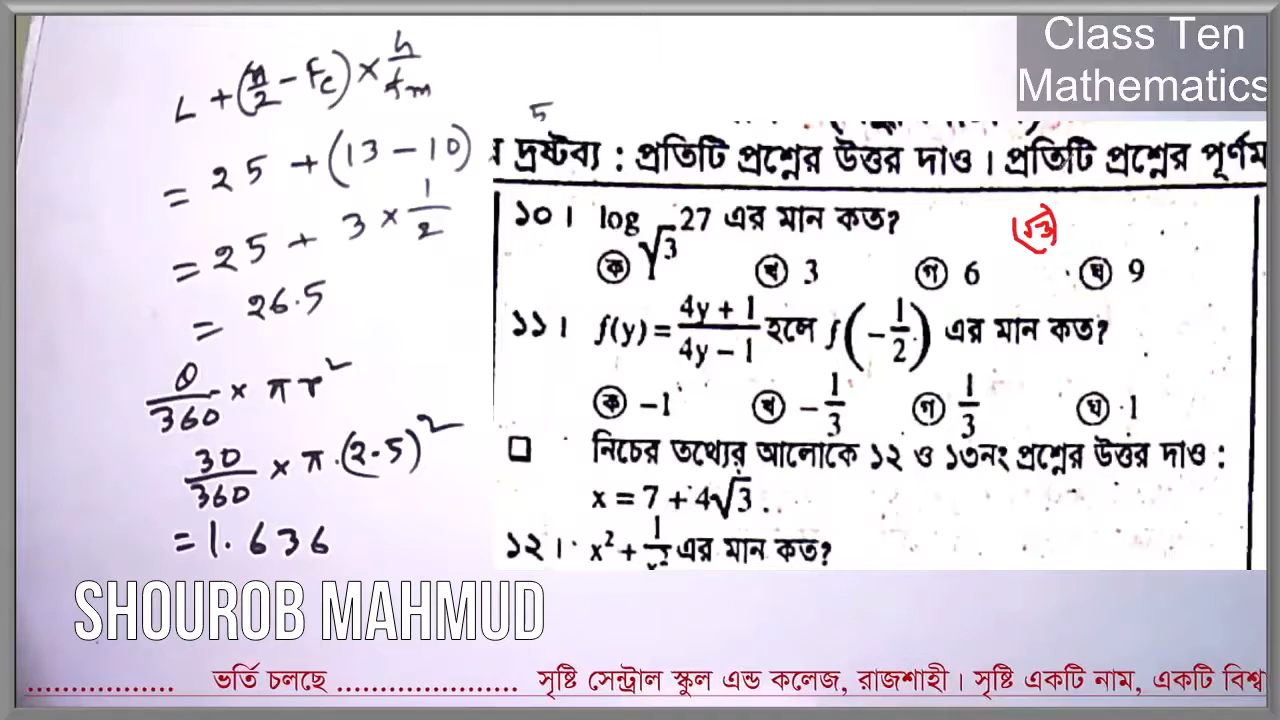 Class Ten
Mathematics
L + (n/2 - Fc) × h/fm
= 25 + (13 - 10)
= 25 + 3 × 1/2
= 26.5
θ/360 × πr²
30/360 × π.(2.5)²
= 1.636
5
দ্রষ্টব্য : প্রতিটি প্রশ্নের উত্তর দাও। প্রতিটি প্রশ্নের পূর্ণম
১০। log√3 27 এর মান কত?
(√3)
ক √3 খ 3 গ 6 ঘ 9
১১। f(y) = (4y + 1)/(4y – 1) হলে f(–1/2) এর মান কত?
ক –1 খ –1/3 গ 1/3 ঘ 1
□ নিচের তথ্যের আলোকে ১২ ও ১৩নং প্রশ্নের উত্তর দাও :
x = 7 + 4√3 .
১২। x² + 1/x² এর মান কত?
SHOUROB MAHMUD
................. ভর্তি চলছে ..................... সৃষ্টি সেন্ট্রাল স্কুল এন্ড কলেজ, রাজশাহী। সৃষ্টি একটি নাম, একটি বিশ্ব